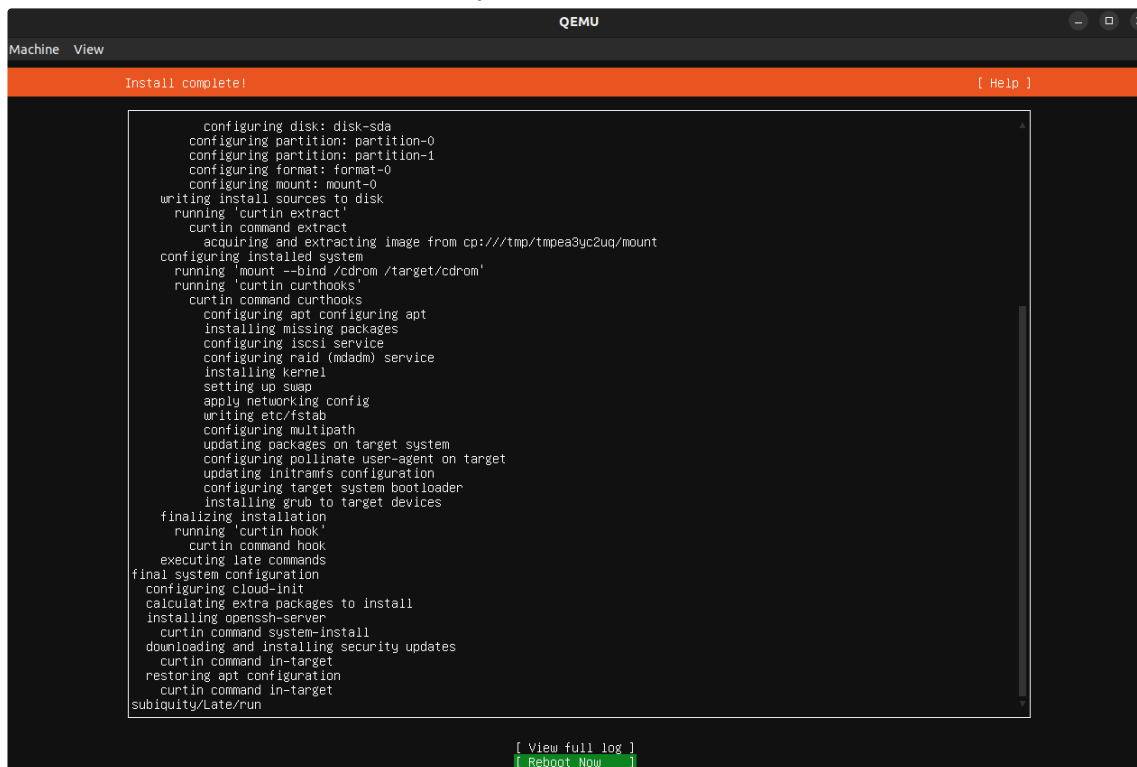 QEMU
Machine View
Install complete! [ Help ]
configuring disk: disk-sda
configuring partition: partition-0
configuring partition: partition-1
configuring format: format-0
configuring mount: mount-0
writing install sources to disk
running 'curtin extract'
curtin command extract
acquiring and extracting image from cp:///tmp/tmpea3yc2uq/mount
configuring installed system
running 'mount --bind /cdrom /target/cdrom'
running 'curtin curthooks'
curtin command curthooks
configuring apt configuring apt
installing missing packages
configuring iscsi service
configuring raid (mdadm) service
installing kernel
setting up swap
apply networking config
writing etc/fstab
configuring multipath
updating packages on target system
configuring pollinate user-agent on target
updating initramfs configuration
configuring target system bootloader
installing grub to target devices
finalizing installation
running 'curtin hook'
curtin command hook
executing late commands
final system configuration
configuring cloud-init
calculating extra packages to install
installing openssh-server
curtin command system-install
downloading and installing security updates
curtin command in-target
restoring apt configuration
curtin command in-target
subiquity/Late/run
[ View full log ]
[ Reboot Now ]